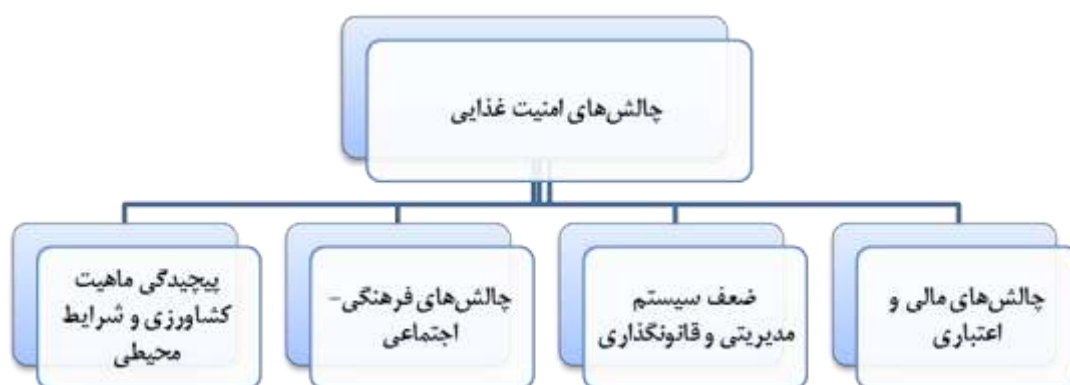 چالش‌های امنیت غذایی
چالش‌های مالی و
اعتباری
ضعف سیستم
مدیریتی و قانونگذاری
چالش‌های فرهنگی-
اجتماعی
پیچیدگی ماهیت
کشاورزی و شرایط
محیطی